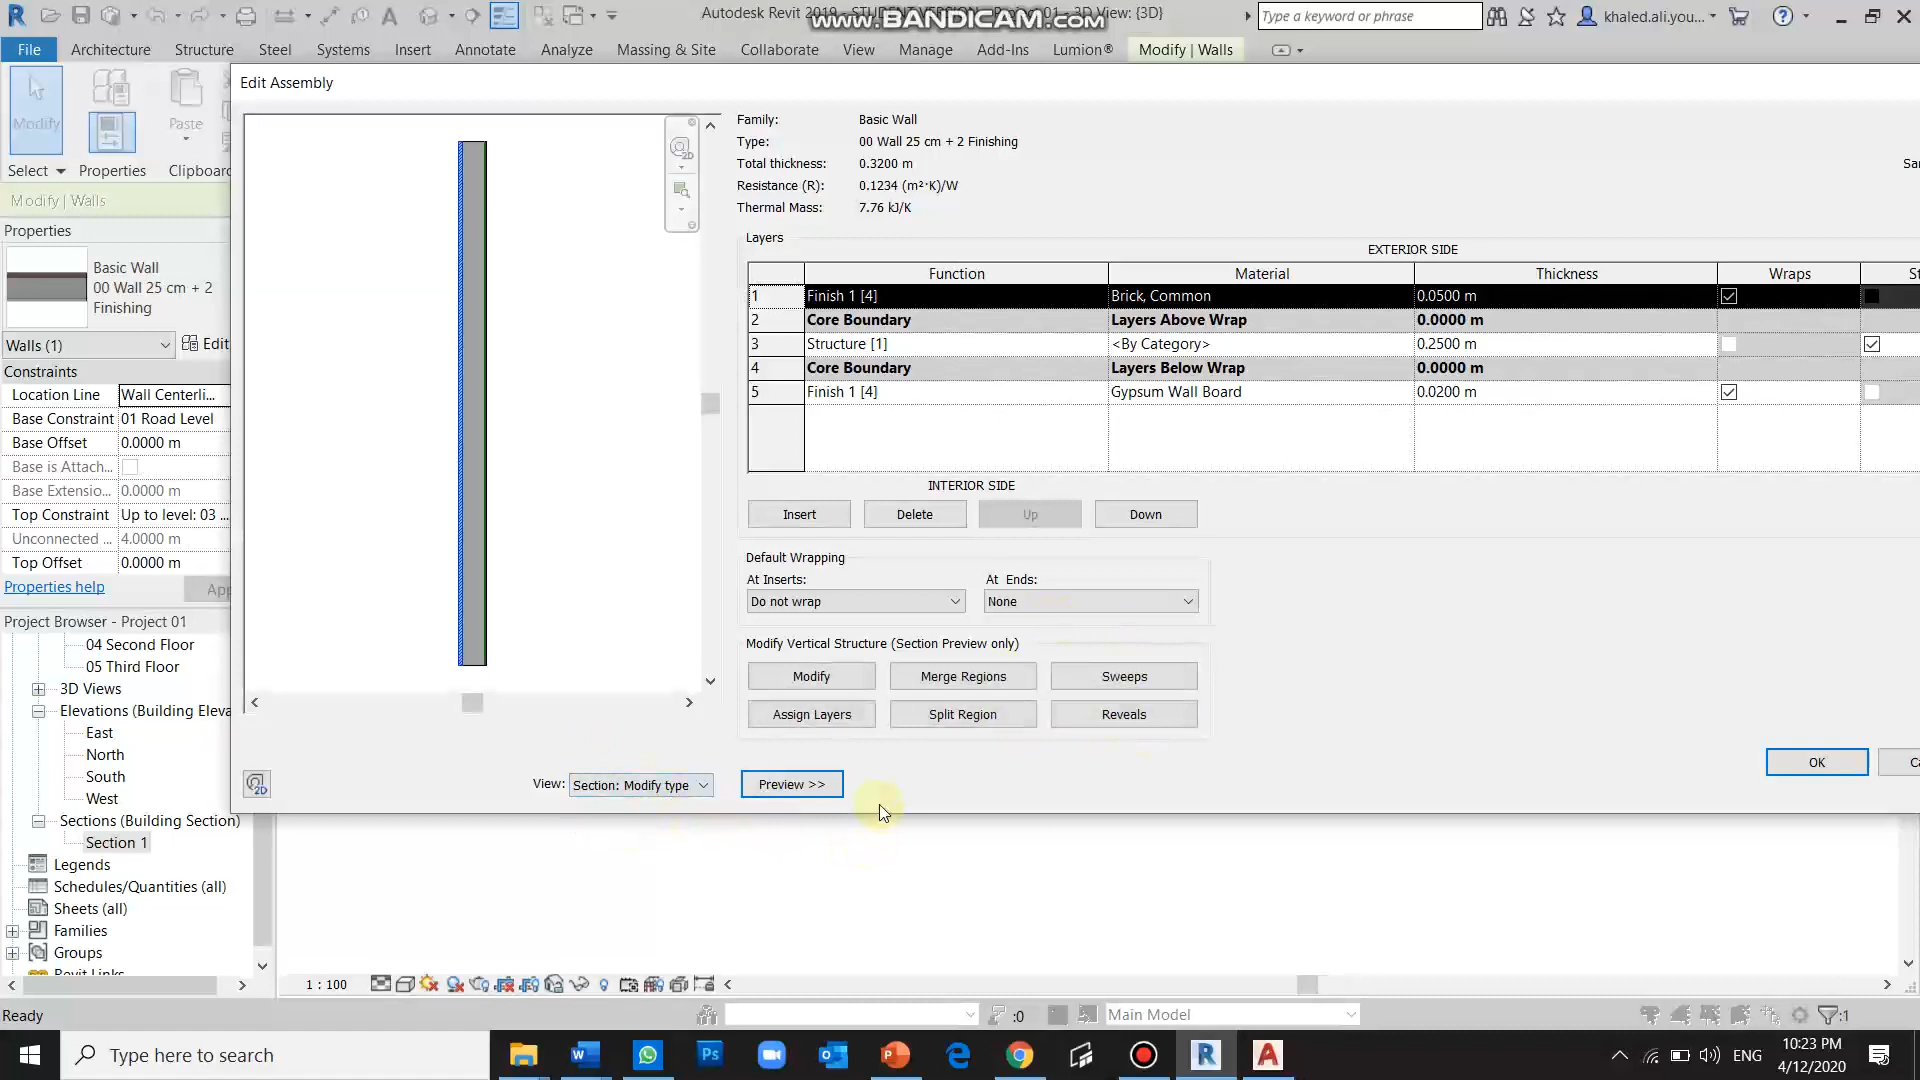 Autodesk Revit 2019 - STUDENT VERSION - Project 01 - 3D View: {3D}
www.BANDICAM.com
Type a keyword or phrase
khaled.ali.you...
File Architecture Structure Steel Systems Insert Annotate Analyze Massing & Site Collaborate View Manage Add-Ins Lumion® Modify | Walls
Modify
Paste
Select Properties Clipboard
Modify | Walls
Properties
Basic Wall
00 Wall 25 cm + 2
Finishing
Walls (1) Edit
Constraints
Location Line Wall Centerli...
Base Constraint 01 Road Level
Base Offset 0.0000 m
Base is Attach...
Base Extensio... 0.0000 m
Top Constraint Up to level: 03 ...
Unconnected ... 4.0000 m
Top Offset 0.0000 m
Properties help App
Project Browser - Project 01
04 Second Floor
05 Third Floor
3D Views
Elevations (Building Eleva
East
North
South
West
Sections (Building Section)
Section 1
Legends
Schedules/Quantities (all)
Sheets (all)
Families
Groups
Revit Links
Edit Assembly
Family: Basic Wall
Type: 00 Wall 25 cm + 2 Finishing
Total thickness: 0.3200 m
Resistance (R): 0.1234 (m²·K)/W
Thermal Mass: 7.76 kJ/K
Sa
Layers
EXTERIOR SIDE
Function Material Thickness Wraps St
1 Finish 1 [4] Brick, Common 0.0500 m
2 Core Boundary Layers Above Wrap 0.0000 m
3 Structure [1] <By Category> 0.2500 m
4 Core Boundary Layers Below Wrap 0.0000 m
5 Finish 1 [4] Gypsum Wall Board 0.0200 m
INTERIOR SIDE
Insert Delete Up Down
Default Wrapping
At Inserts: At Ends:
Do not wrap None
Modify Vertical Structure (Section Preview only)
Modify Merge Regions Sweeps
Assign Layers Split Region Reveals
OK Ca
2D
2D
View: Section: Modify type Preview >>
1 : 100
Ready
:0
Main Model
:1
Type here to search
ENG
10:23 PM
4/12/2020